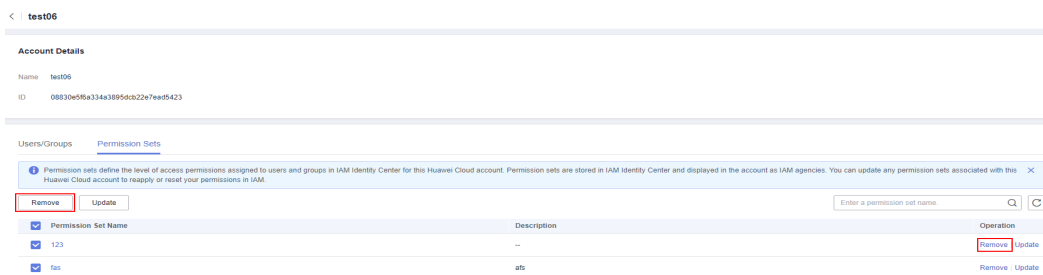 < test06
Account Details
Name test06
ID 08830e5f6a334a3895dcb22e7ead5423
Users/Groups Permission Sets
Permission sets define the level of access permissions assigned to users and groups in IAM Identity Center for this Huawei Cloud account. Permission sets are stored in IAM Identity Center and displayed in the account as IAM agencies. You can update any permission sets associated with this
Huawei Cloud account to reapply or reset your permissions in IAM.
Remove Update Enter a permission set name.
Permission Set Name Description Operation
123 -- Remove Update
fas afs Remove Update